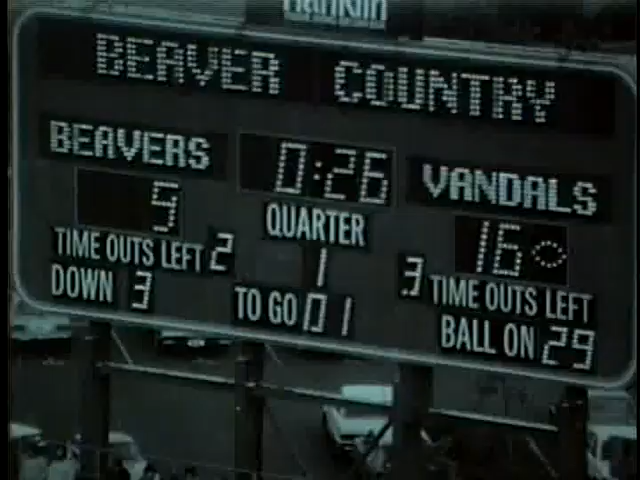 Franklin
BEAVER COUNTRY
BEAVERS 0:26 VANDALS
9 QUARTER 16
TIME OUTS LEFT 2 1 3 TIME OUTS LEFT
DOWN 3 TO GO 01 BALL ON 29